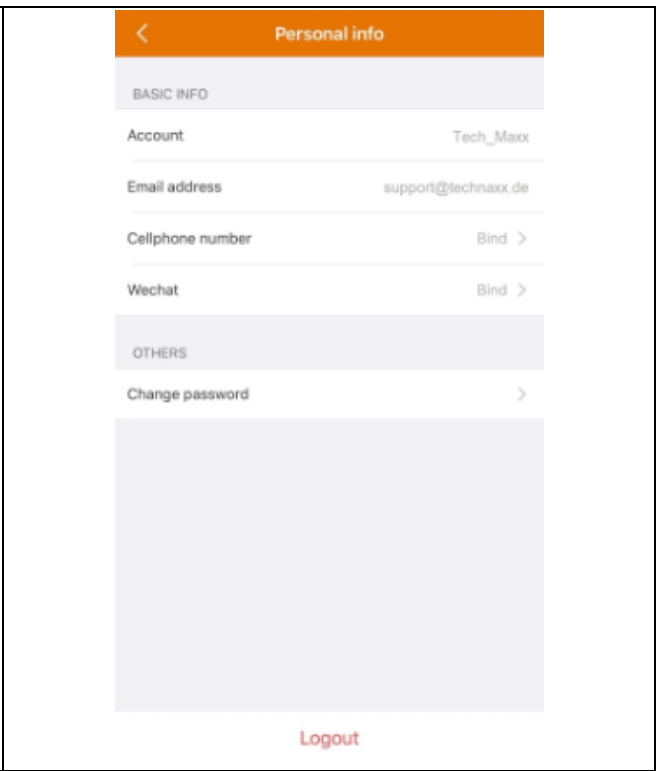 Personal info
BASIC INFO
Account Tech_Maxx
Email address support@technaxx.de
Cellphone number Bind
Wechat Bind
OTHERS
Change password
Logout